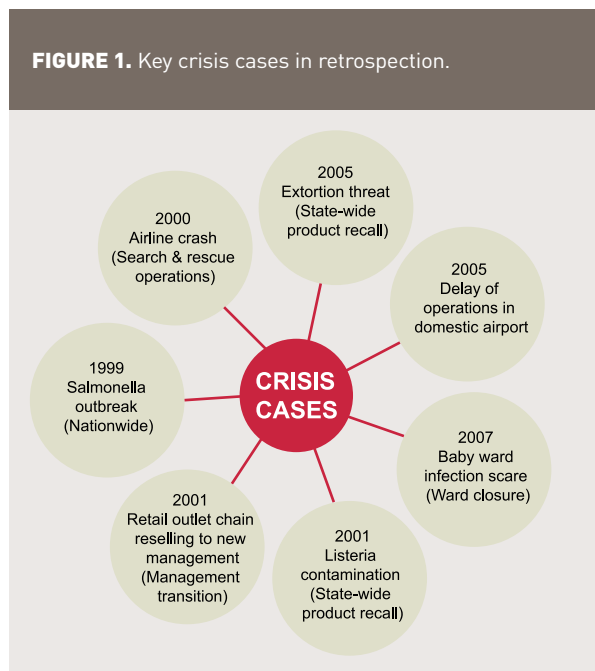 FIGURE 1. Key crisis cases in retrospection.
2005
Extortion threat
(State-wide
product recall)
2000
Airline crash
(Search & rescue
operations)
2005
Delay of
operations in
domestic airport
1999
Salmonella
outbreak
(Nationwide)
CRISIS
CASES
2007
Baby ward
infection scare
(Ward closure)
2001
Retail outlet chain
reselling to new
management
(Management
transition)
2001
Listeria
contamination
(State-wide
product recall)